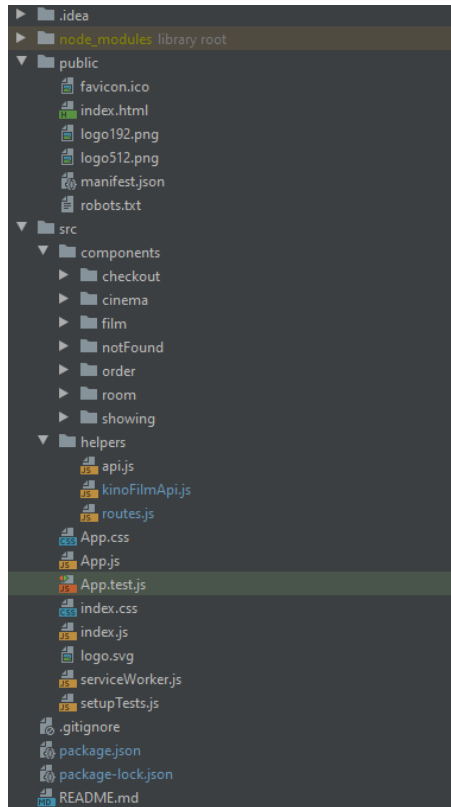 .idea
node_modules library root
public
favicon.ico
index.html
logo192.png
logo512.png
manifest.json
robots.txt
src
components
checkout
cinema
film
notFound
order
room
showing
helpers
api.js
kinoFilmApi.js
routes.js
App.css
App.js
App.test.js
index.css
index.js
logo.svg
serviceWorker.js
setupTests.js
.gitignore
package.json
package-lock.json
README.md